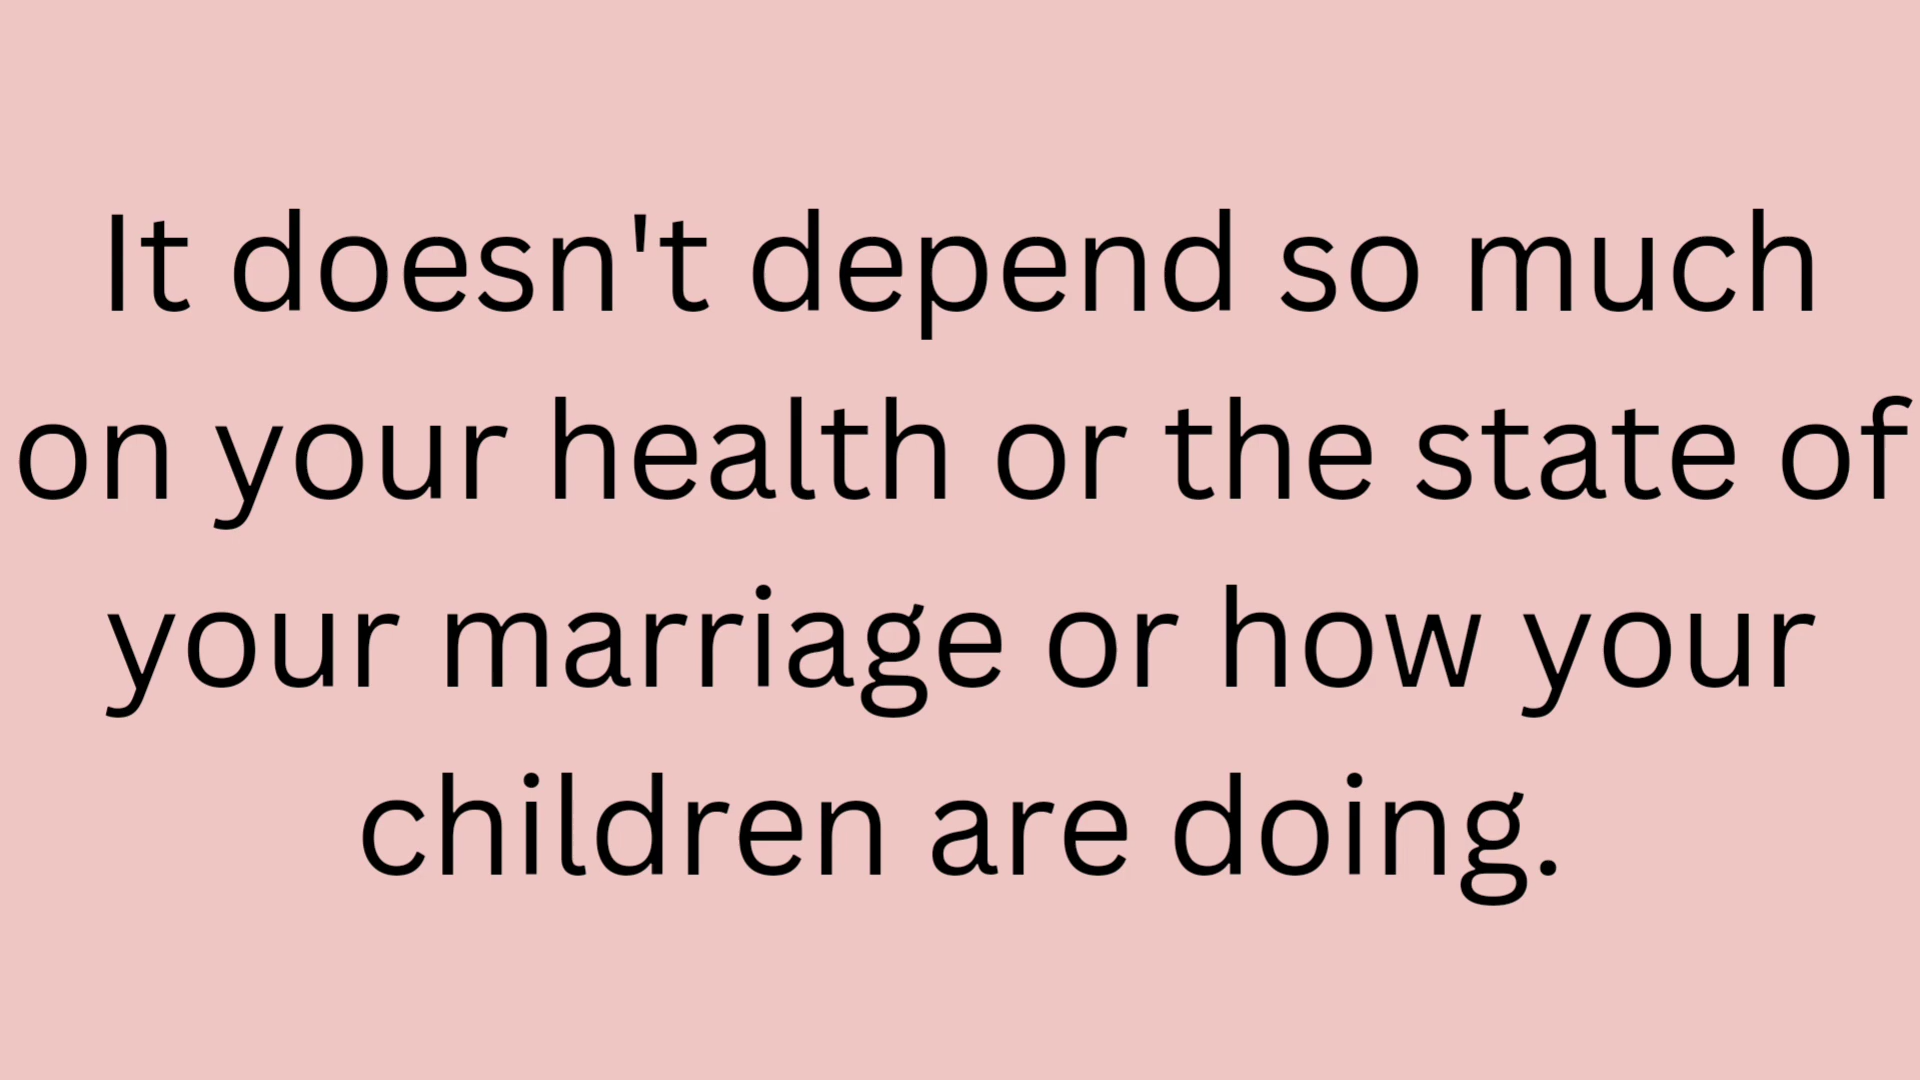 It doesn't depend so much
on your health or the state of
your marriage or how your
children are doing.